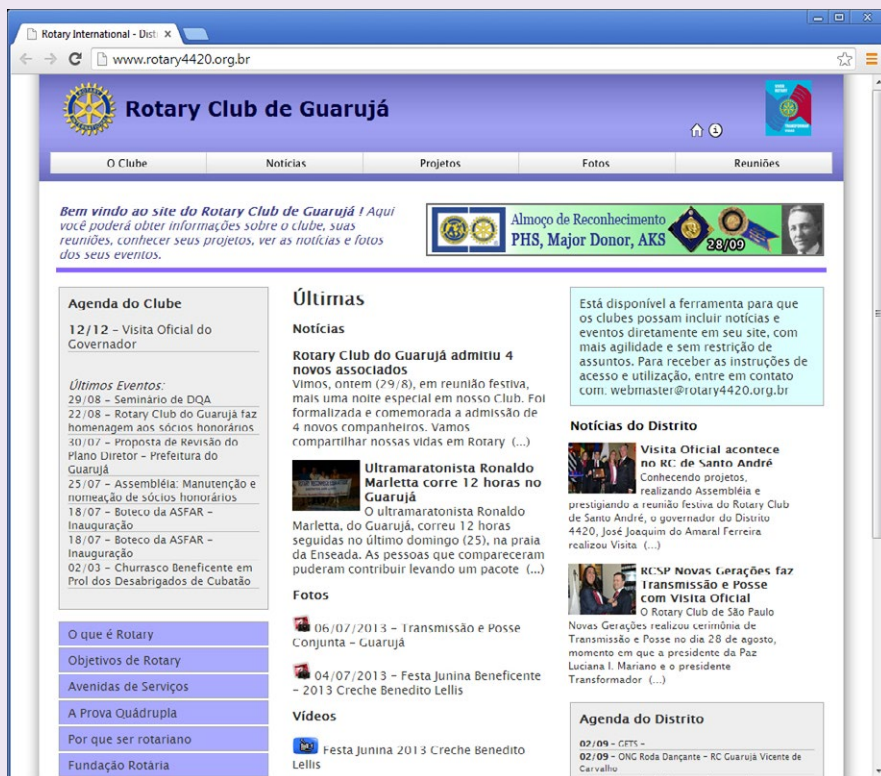 Rotary International - Dist
www.rotary4420.org.br
Rotary Club de Guarujá
O Clube
Notícias
Projetos
Fotos
Reuniões
Bem vindo ao site do Rotary Club de Guarujá ! Aqui
você poderá obter informações sobre o clube, suas
reuniões, conhecer seus projetos, ver as notícias e fotos
dos seus eventos.
Almoço de Reconhecimento
PHS, Major Donor, AKS
28/09
Agenda do Clube
12/12 – Visita Oficial do
Governador
Últimos Eventos:
29/08 – Seminário de DQA
22/08 – Rotary Club do Guarujá faz
homenagem aos sócios honorários
30/07 – Proposta de Revisão do
Plano Diretor – Prefeitura do
Guarujá
25/07 – Assembléia: Manutenção e
nomeação de sócios honorários
18/07 – Boteco da ASFAR –
Inauguração
18/07 – Boteco da ASFAR –
Inauguração
02/03 – Churrasco Beneficente em
Prol dos Desabrigados de Cubatão
O que é Rotary
Objetivos de Rotary
Avenidas de Serviços
A Prova Quádrupla
Por que ser rotariano
Fundação Rotária
Últimas
Notícias
Rotary Club do Guarujá admitiu 4
novos associados
Vimos, ontem (29/8), em reunião festiva,
mais uma noite especial em nosso Club. Foi
formalizada e comemorada a admissão de
4 novos companheiros. Vamos
compartilhar nossas vidas em Rotary (...)
Ultramaratonista Ronaldo
Marletta corre 12 horas no
Guarujá
O ultramaratonista Ronaldo
Marletta, do Guarujá, correu 12 horas
seguidas no último domingo (25), na praia
da Enseada. As pessoas que compareceram
puderam contribuir levando um pacote (...)
Fotos
06/07/2013 – Transmissão e Posse
Conjunta – Guarujá
04/07/2013 – Festa Junina Beneficente
– 2013 Creche Benedito Lellis
Vídeos
Festa Junina 2013 Creche Benedito
Lellis
Está disponível a ferramenta para que
os clubes possam incluir notícias e
eventos diretamente em seu site, com
mais agilidade e sem restrição de
assuntos. Para receber as instruções de
acesso e utilização, entre em contato
com: webmaster@rotary4420.org.br
Notícias do Distrito
Visita Oficial acontece
no RC de Santo André
Conhecendo projetos,
realizando Assembléia e
prestigiando a reunião festiva do Rotary Club
de Santo André, o governador do Distrito
4420, José Joaquim do Amaral Ferreira
realizou Visita (...)
RCSP Novas Gerações faz
Transmissão e Posse
com Visita Oficial
O Rotary Club de São Paulo
Novas Gerações realizou cerimônia de
Transmissão e Posse no dia 28 de agosto,
momento em que a presidente da Paz
Luciana I. Mariano e o presidente
Transformador (...)
Agenda do Distrito
02/09 – GETS –
02/09 – ONG Roda Dançante – RC Guarujá Vicente de
Carvalho